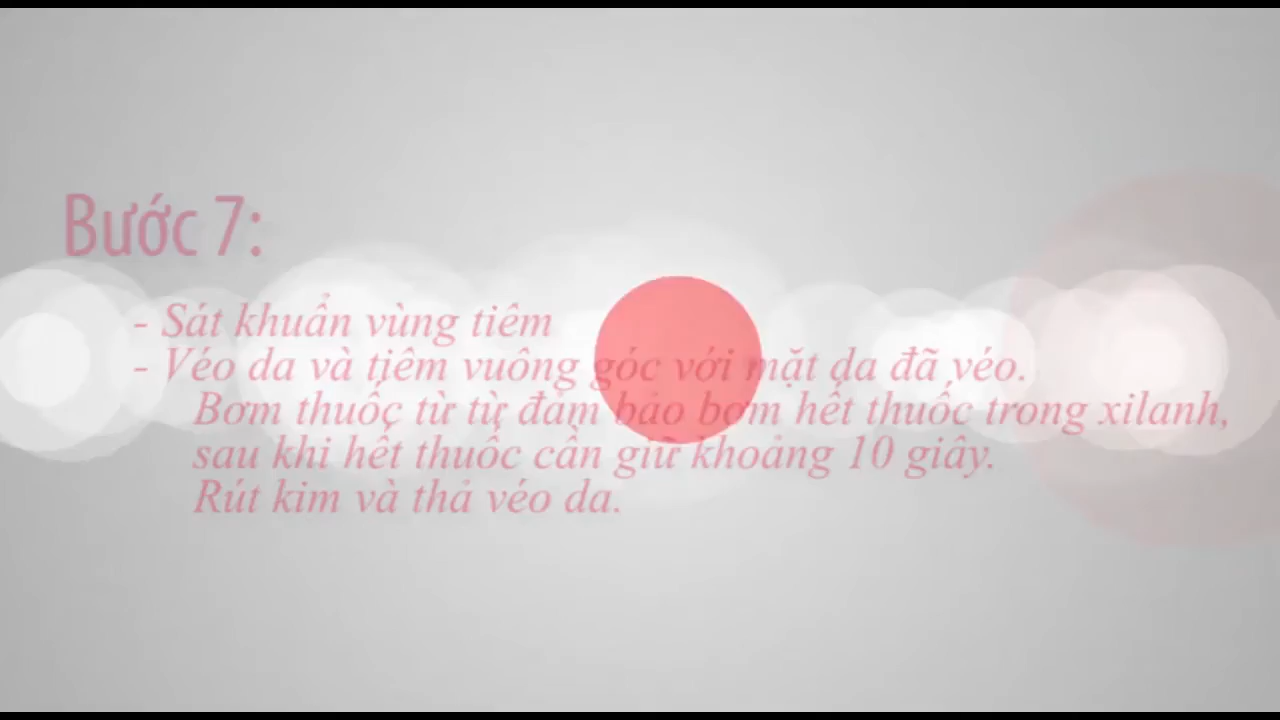 Bước 7:
- Sát khuẩn vùng tiêm
- Véo da và tiêm vuông góc với mặt da đã véo.
Bơm thuốc từ từ đảm bảo bơm hết thuốc trong xilanh,
sau khi hết thuốc cần giữ khoảng 10 giây.
Rút kim và thả véo da.